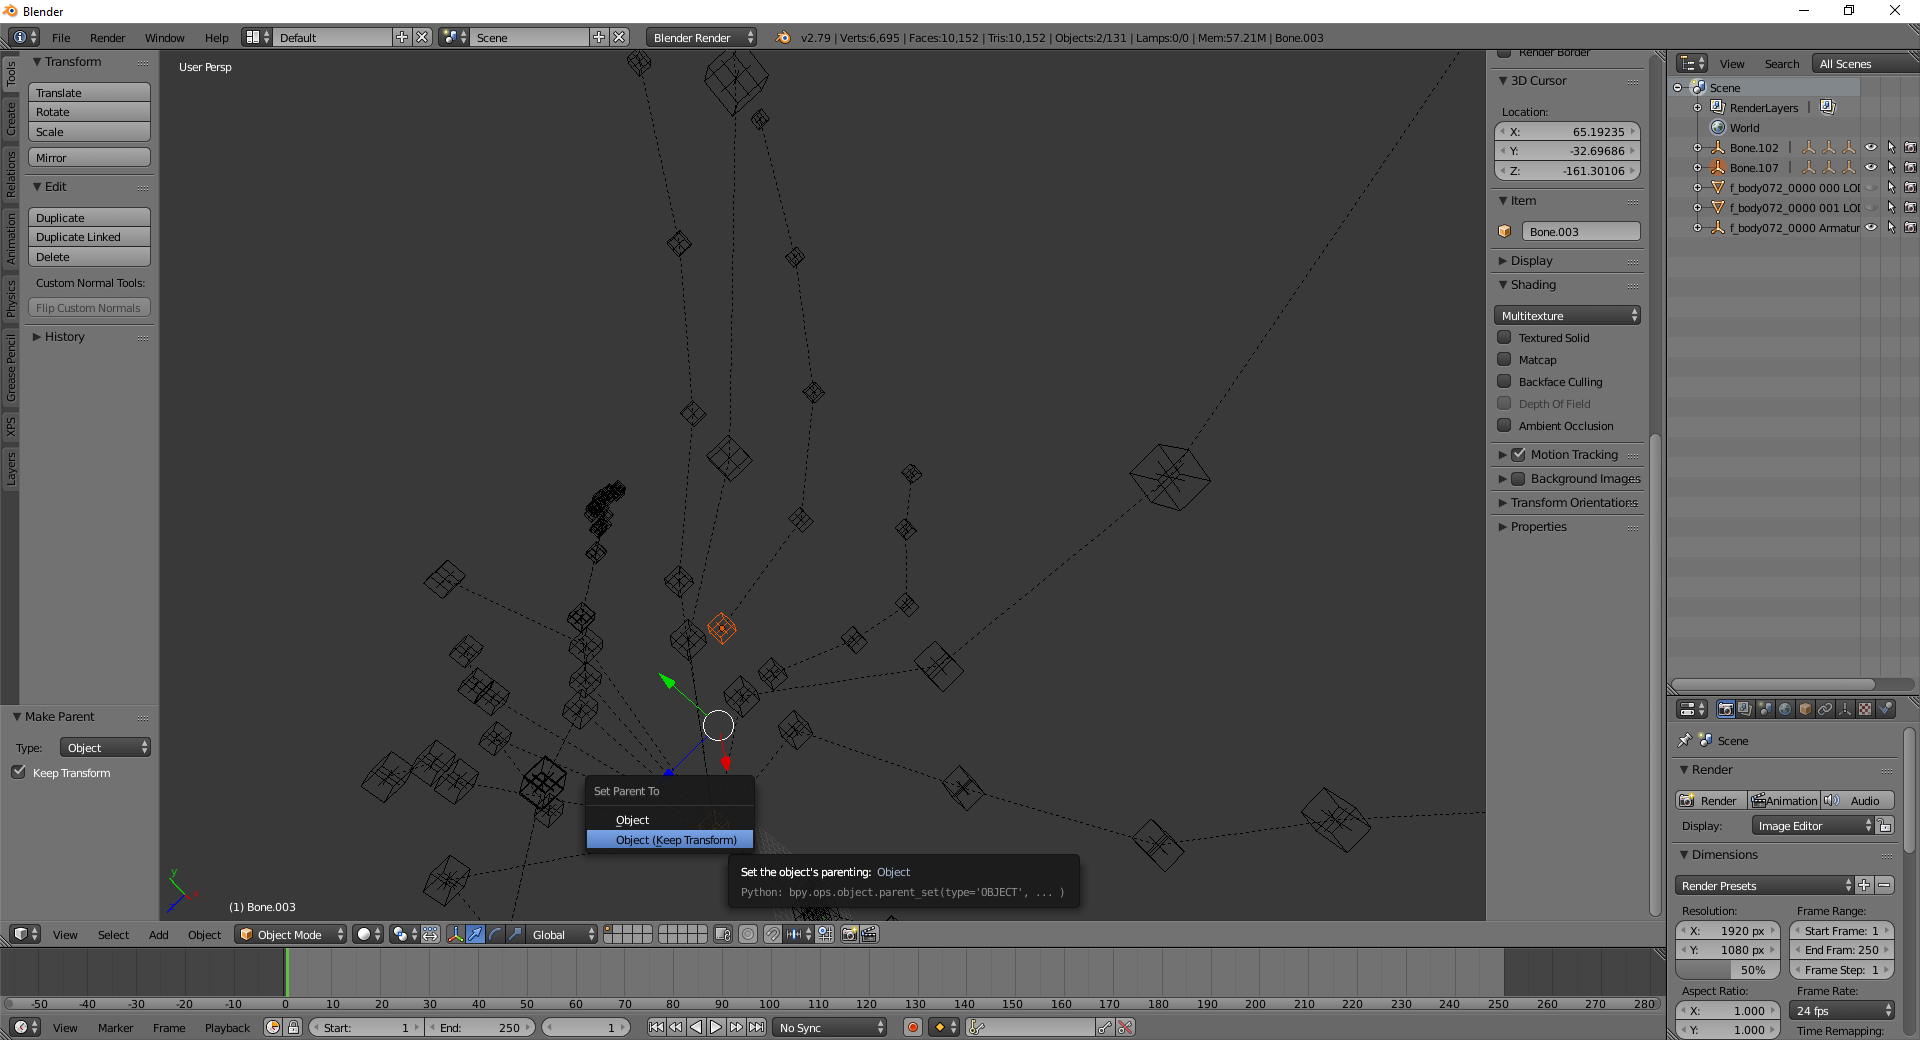 Blender
File Render Window Help Default Scene Blender Render v2.79 | Verts:6,695 | Faces:10,152 | Tris:10,152 | Objects:2/131 | Lamps:0/0 | Mem:57.21M | Bone.003
Tools
Create
Relations
Animation
Physics
Grease Pencil
XPS
Layers
Transform
Translate
Rotate
Scale
Mirror
Edit
Duplicate
Duplicate Linked
Delete
Custom Normal Tools:
Flip Custom Normals
History
Make Parent
Type: Object
Keep Transform
User Persp
Set Parent To
Object
Object (Keep Transform)
Set the object's parenting: Object
Python: bpy.ops.object.parent_set(type='OBJECT', ... )
y
(1) Bone.003
Render Border
3D Cursor
Location:
X: 65.19235
Y: -32.69686
Z: -161.30106
Item
Bone.003
Display
Shading
Multitexture
Textured Solid
Matcap
Backface Culling
Depth Of Field
Ambient Occlusion
Motion Tracking
Background Images
Transform Orientations
Properties
View Search All Scenes
Scene
RenderLayers |
World
Bone.102 |
Bone.107 |
f_body072_0000 000 LOD
f_body072_0000 001 LOD
f_body072_0000 Armatur
Scene
Render
Render Animation Audio
Display: Image Editor
Dimensions
Render Presets
Resolution: Frame Range:
X: 1920 px Start Frame: 1
Y: 1080 px End Fram: 250
50% Frame Step: 1
Aspect Ratio: Frame Rate:
X: 1.000 24 fps
Y: 1.000 Time Remapping:
View Select Add Object Object Mode Global
-50 -40 -30 -20 -10 0 10 20 30 40 50 60 70 80 90 100 110 120 130 140 150 160 170 180 190 200 210 220 230 240 250 260 270 280
View Marker Frame Playback Start: 1 End: 250 1 No Sync